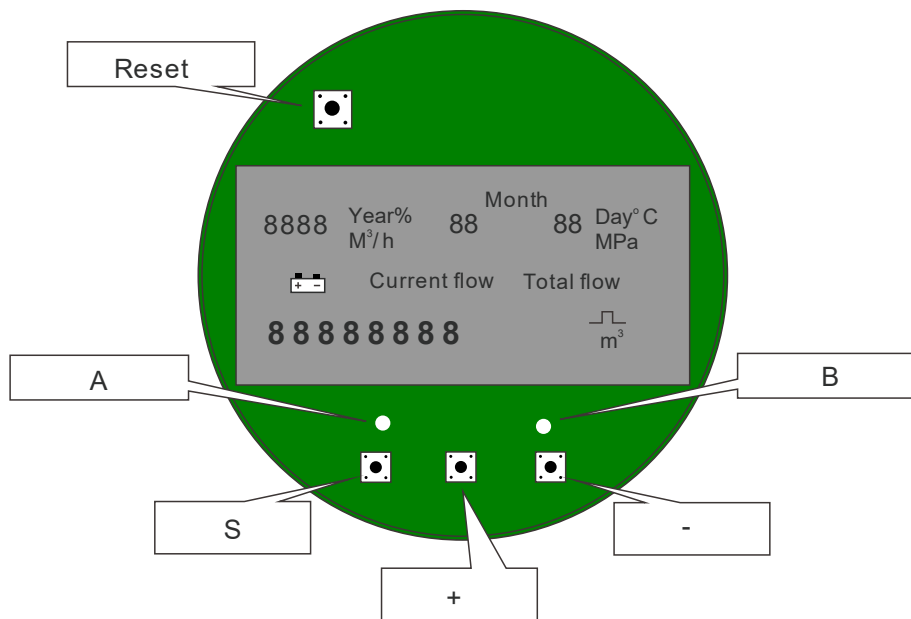 Reset
Month
8888 Year% 88 88 Day°C
M³/h MPa
+ - Current flow Total flow
88888888 m³
A B
S -
+